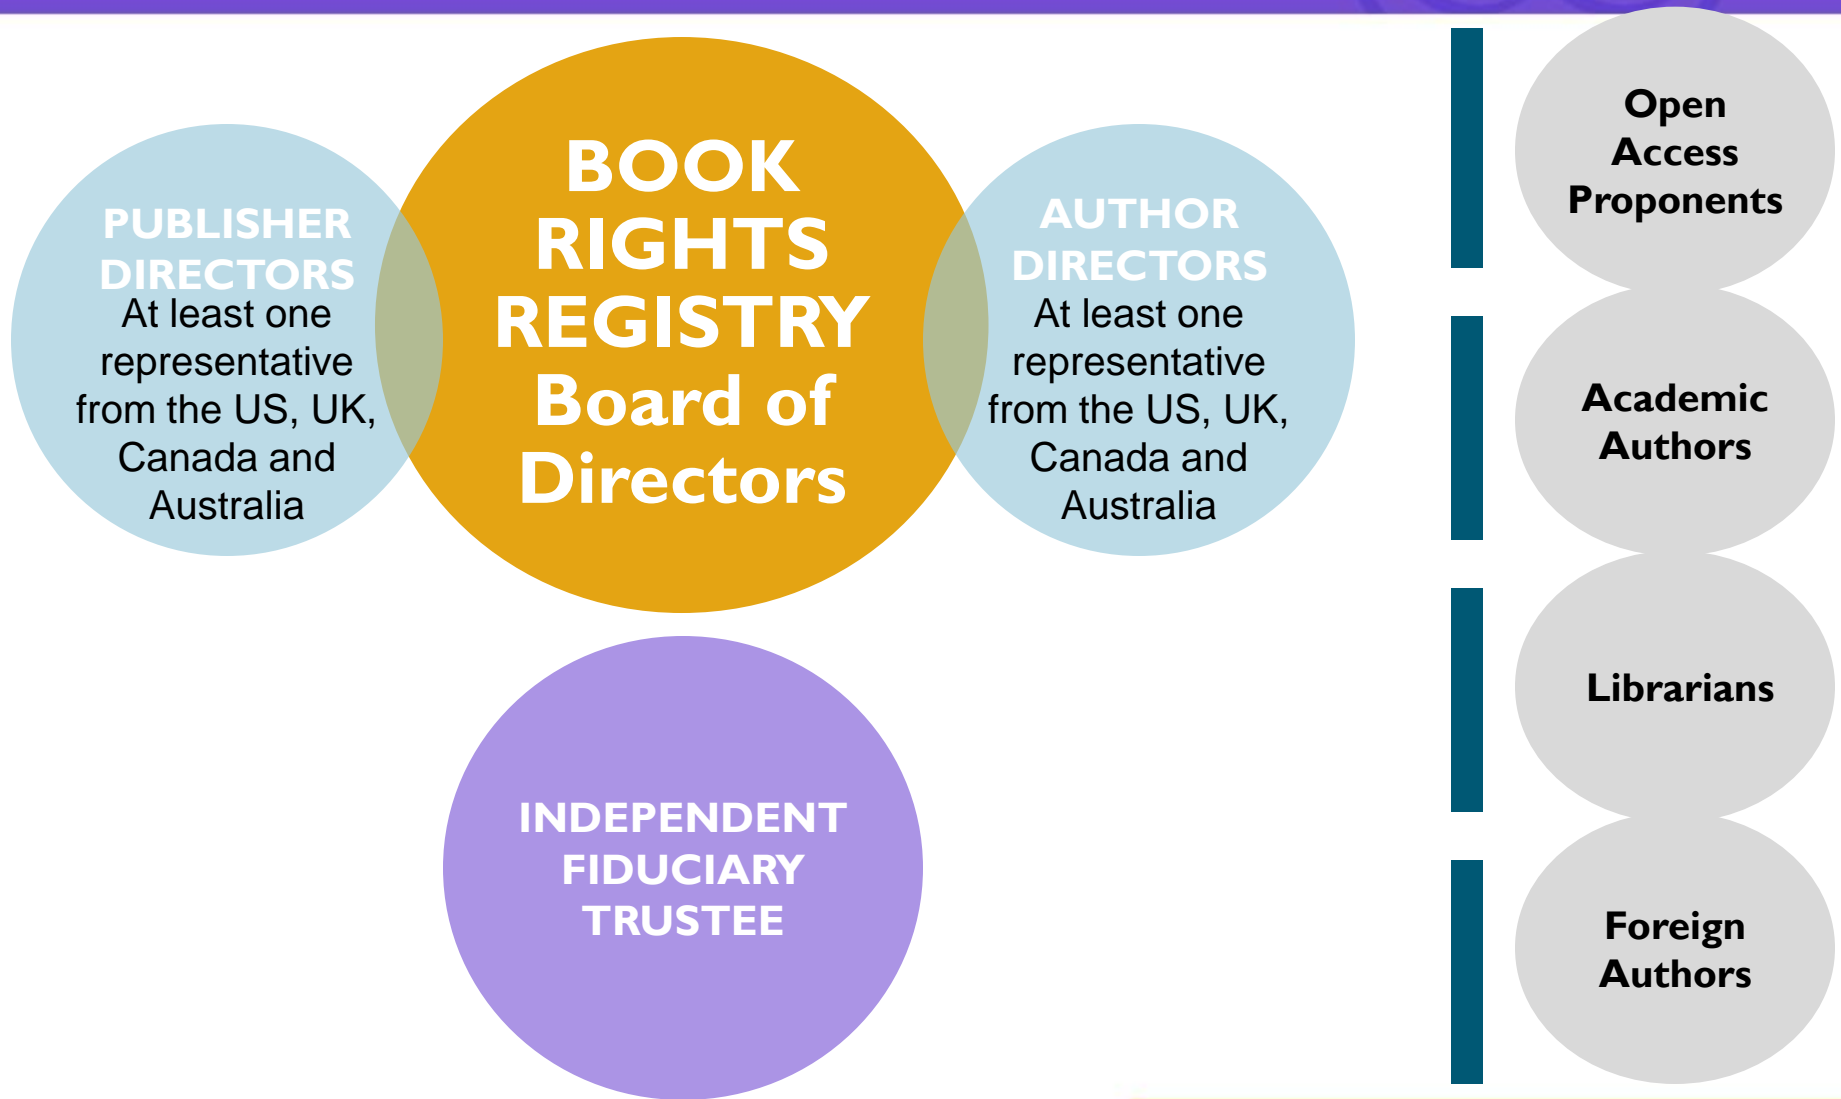 PUBLISHER
DIRECTORS
At least one
representative
from the US, UK,
Canada and
Australia
BOOK
RIGHTS
REGISTRY
Board of
Directors
AUTHOR
DIRECTORS
At least one
representative
from the US, UK,
Canada and
Australia
INDEPENDENT
FIDUCIARY
TRUSTEE
Open
Access
Proponents
Academic
Authors
Librarians
Foreign
Authors